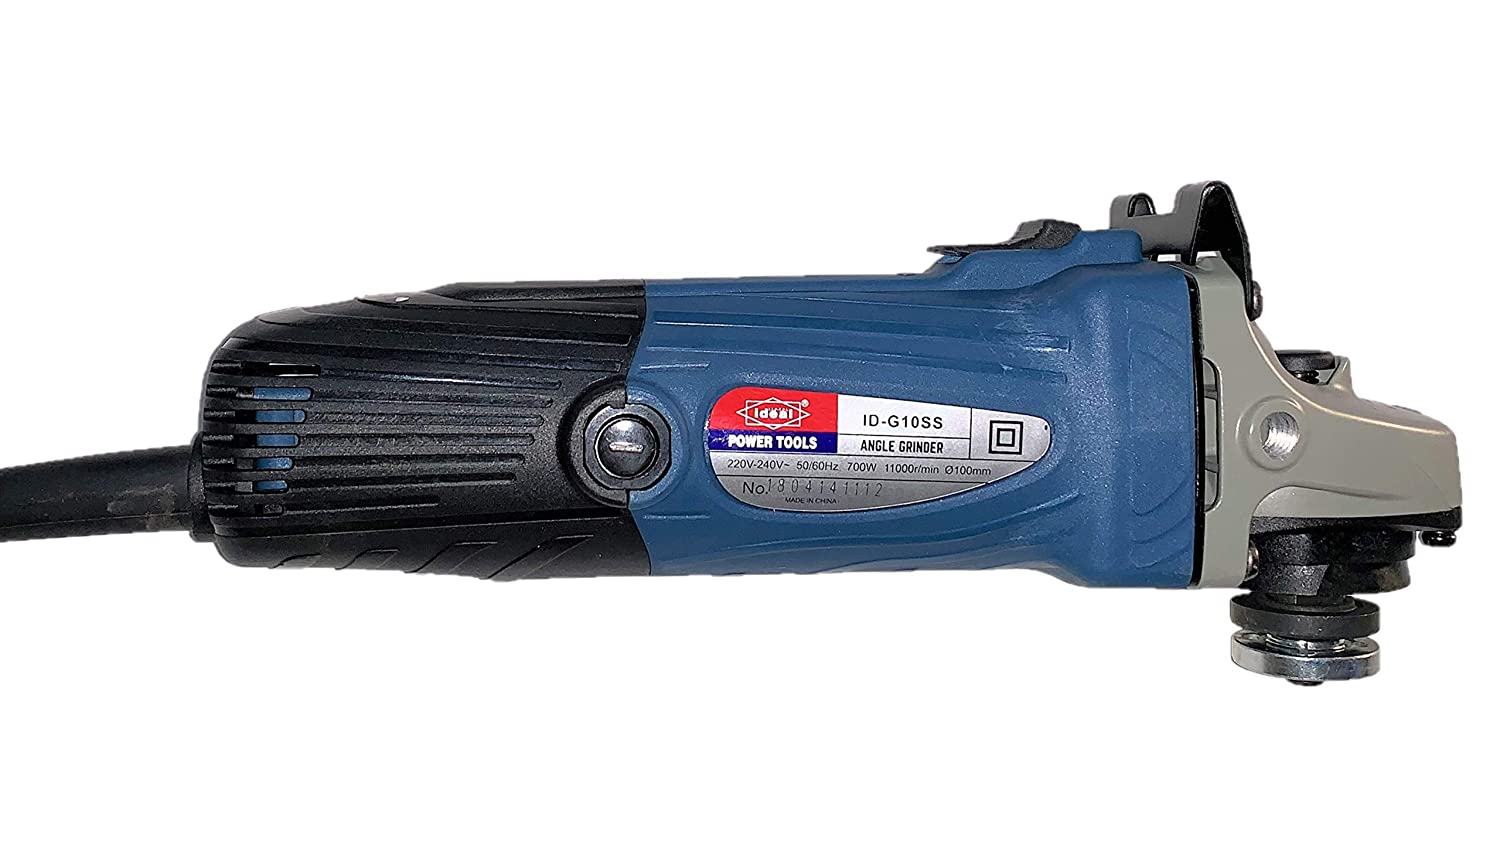 Ideal®
POWER TOOLS
ID-G10SS
ANGLE GRINDER
220V-240V~ 50/60Hz 700W 11000r/min Ø100mm
No.1804141112
MADE IN CHINA